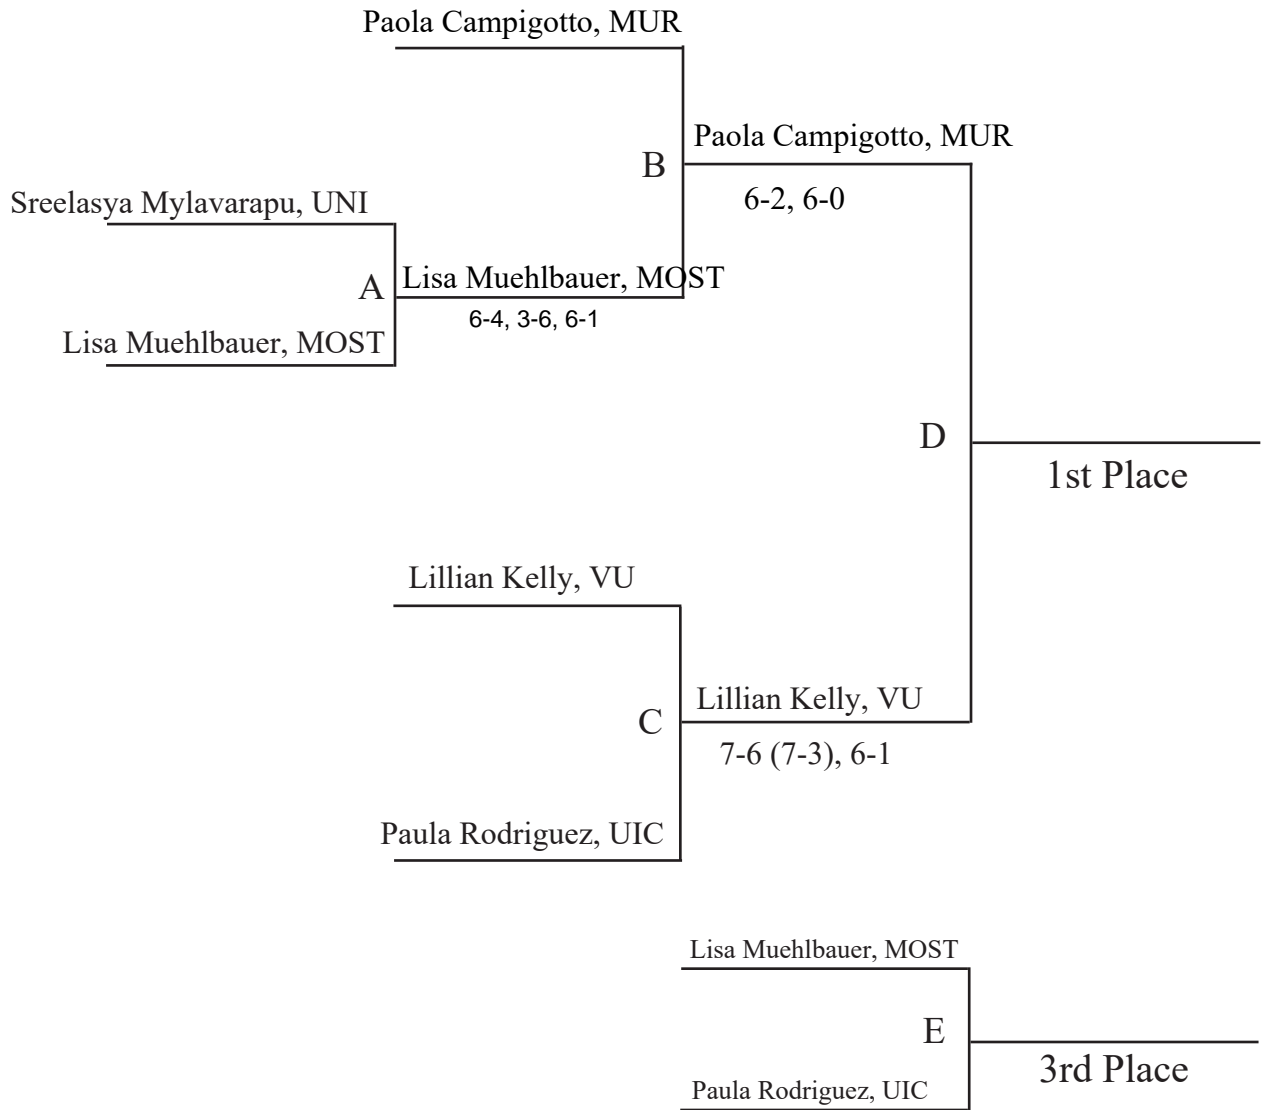 Paola Campigotto, MUR
Paola Campigotto, MUR
B
6-2, 6-0
Sreelasya Mylavarapu, UNI
A
Lisa Muehlbauer, MOST
6-4, 3-6, 6-1
Lisa Muehlbauer, MOST
D
1st Place
Lillian Kelly, VU
Lillian Kelly, VU
C
7-6 (7-3), 6-1
Paula Rodriguez, UIC
Lisa Muehlbauer, MOST
E
3rd Place
Paula Rodriguez, UIC